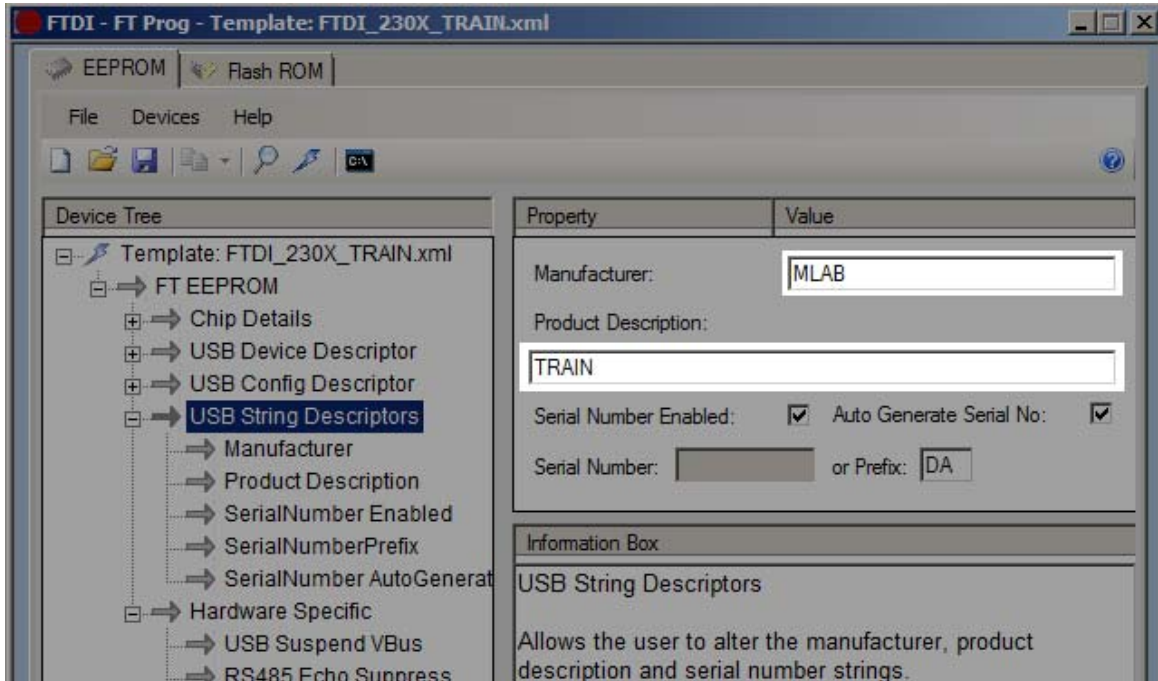 FTDI - FT Prog - Template: FTDI_230X_TRAIN.xml
EEPROM
Flash ROM
File Devices Help
C:\
Device Tree
Template: FTDI_230X_TRAIN.xml
FT EEPROM
Chip Details
USB Device Descriptor
USB Config Descriptor
USB String Descriptors
Manufacturer
Product Description
SerialNumber Enabled
SerialNumberPrefix
SerialNumber AutoGenerat
Hardware Specific
USB Suspend VBus
RS485 Echo Suppress
Property Value
Manufacturer: MLAB
Product Description:
TRAIN
Serial Number Enabled: Auto Generate Serial No:
Serial Number: or Prefix: DA
Information Box
USB String Descriptors
Allows the user to alter the manufacturer, product
description and serial number strings.